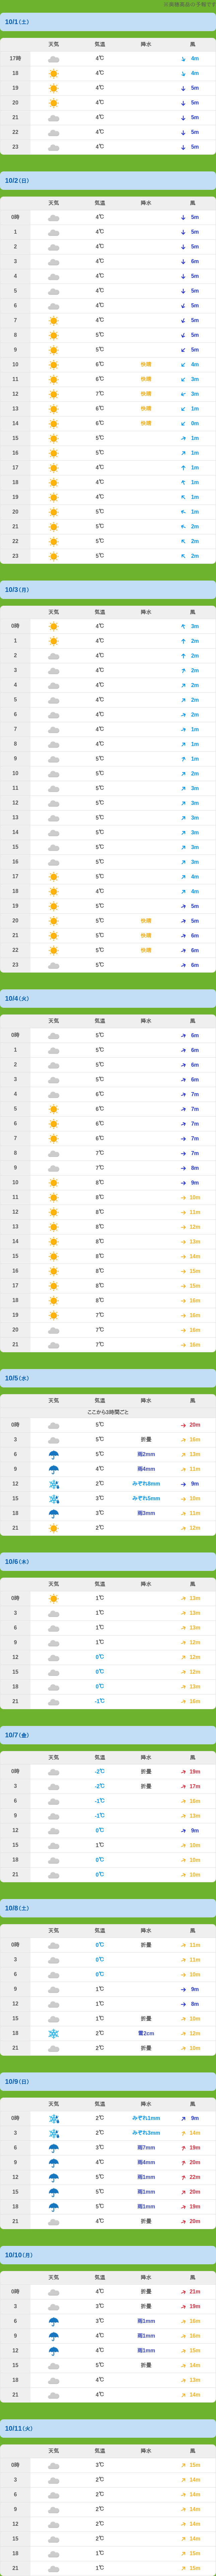 10/1（土）
天気 気温 降水 風
17時 4℃ 4m
18 4℃ 4m
19 4℃ 5m
20 4℃ 5m
21 4℃ 5m
22 4℃ 5m
23 4℃ 5m
10/2（日）
天気 気温 降水 風
0時 4℃ 5m
1 4℃ 5m
2 4℃ 5m
3 4℃ 6m
4 4℃ 5m
5 4℃ 5m
6 4℃ 5m
7 4℃ 5m
8 5℃ 5m
9 5℃ 5m
10 6℃ 快晴 4m
11 6℃ 快晴 3m
12 7℃ 快晴 3m
13 6℃ 快晴 1m
14 6℃ 快晴 0m
15 5℃ 1m
16 5℃ 1m
17 4℃ 1m
18 4℃ 1m
19 4℃ 1m
20 5℃ 1m
21 5℃ 2m
22 5℃ 2m
23 5℃ 2m
10/3（月）
天気 気温 降水 風
0時 4℃ 3m
1 4℃ 2m
2 4℃ 2m
3 4℃ 2m
4 4℃ 2m
5 4℃ 2m
6 4℃ 2m
7 4℃ 1m
8 4℃ 1m
9 5℃ 1m
10 5℃ 2m
11 5℃ 3m
12 5℃ 3m
13 5℃ 3m
14 5℃ 3m
15 5℃ 3m
16 5℃ 3m
17 5℃ 4m
18 4℃ 4m
19 5℃ 5m
20 5℃ 快晴 5m
21 5℃ 快晴 6m
22 5℃ 快晴 6m
23 5℃ 6m
10/4（火）
天気 気温 降水 風
0時 5℃ 6m
1 5℃ 6m
2 5℃ 6m
3 5℃ 6m
4 6℃ 7m
5 6℃ 7m
6 6℃ 7m
7 6℃ 7m
8 7℃ 7m
9 7℃ 8m
10 8℃ 9m
11 8℃ 10m
12 8℃ 11m
13 8℃ 12m
14 8℃ 13m
15 8℃ 14m
16 8℃ 15m
17 8℃ 15m
18 8℃ 16m
19 7℃ 16m
20 7℃ 16m
21 7℃ 16m
10/5（水）
天気 気温 降水 風
ここから3時間ごと
0時 5℃ 20m
3 5℃ 折曇 16m
6 5℃ 雨2mm 13m
9 4℃ 雨4mm 11m
12 2℃ みぞれ8mm 9m
15 3℃ みぞれ5mm 10m
18 3℃ 雨3mm 11m
21 2℃ 12m
10/6（木）
天気 気温 降水 風
0時 1℃ 13m
3 1℃ 13m
6 1℃ 13m
9 1℃ 12m
12 0℃ 12m
15 0℃ 12m
18 0℃ 13m
21 -1℃ 16m
10/7（金）
天気 気温 降水 風
0時 -2℃ 折曇 19m
3 -2℃ 折曇 17m
6 -1℃ 16m
9 -1℃ 13m
12 0℃ 9m
15 1℃ 10m
18 0℃ 10m
21 0℃ 10m
10/8（土）
天気 気温 降水 風
0時 0℃ 折曇 11m
3 0℃ 11m
6 0℃ 10m
9 1℃ 9m
12 1℃ 8m
15 1℃ 折曇 10m
18 2℃ 雪2cm 12m
21 2℃ 折曇 10m
10/9（日）
天気 気温 降水 風
0時 2℃ みぞれ1mm 9m
3 2℃ みぞれ3mm 14m
6 3℃ 雨7mm 19m
9 4℃ 雨4mm 20m
12 5℃ 雨1mm 22m
15 5℃ 雨1mm 20m
18 5℃ 雨1mm 19m
21 4℃ 折曇 20m
10/10（月）
天気 気温 降水 風
0時 4℃ 折曇 21m
3 3℃ 折曇 19m
6 3℃ 雨1mm 16m
9 4℃ 雨1mm 16m
12 4℃ 雨1mm 15m
15 5℃ 折曇 14m
18 4℃ 13m
21 4℃ 14m
10/11（火）
天気 気温 降水 風
0時 3℃ 15m
3 2℃ 14m
6 2℃ 14m
9 2℃ 14m
12 2℃ 14m
15 2℃ 14m
18 1℃ 15m
21 1℃ 15m